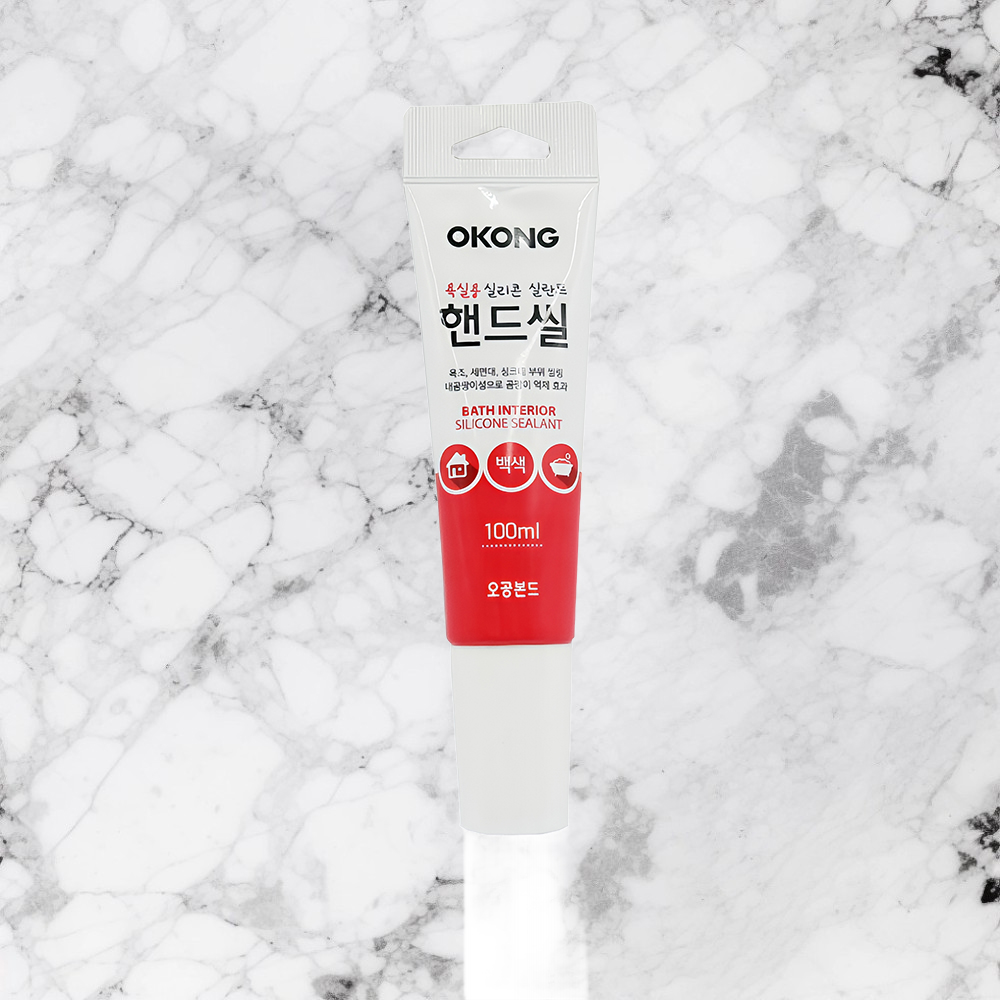 OKONG
욕실용 실리콘 실란트
핸드씰
욕조, 세면대, 싱크대 부위 씰링
내곰팡이성으로 곰팡이 억제 효과
BATH INTERIOR
SILICONE SEALANT
백색
100ml
오공본드